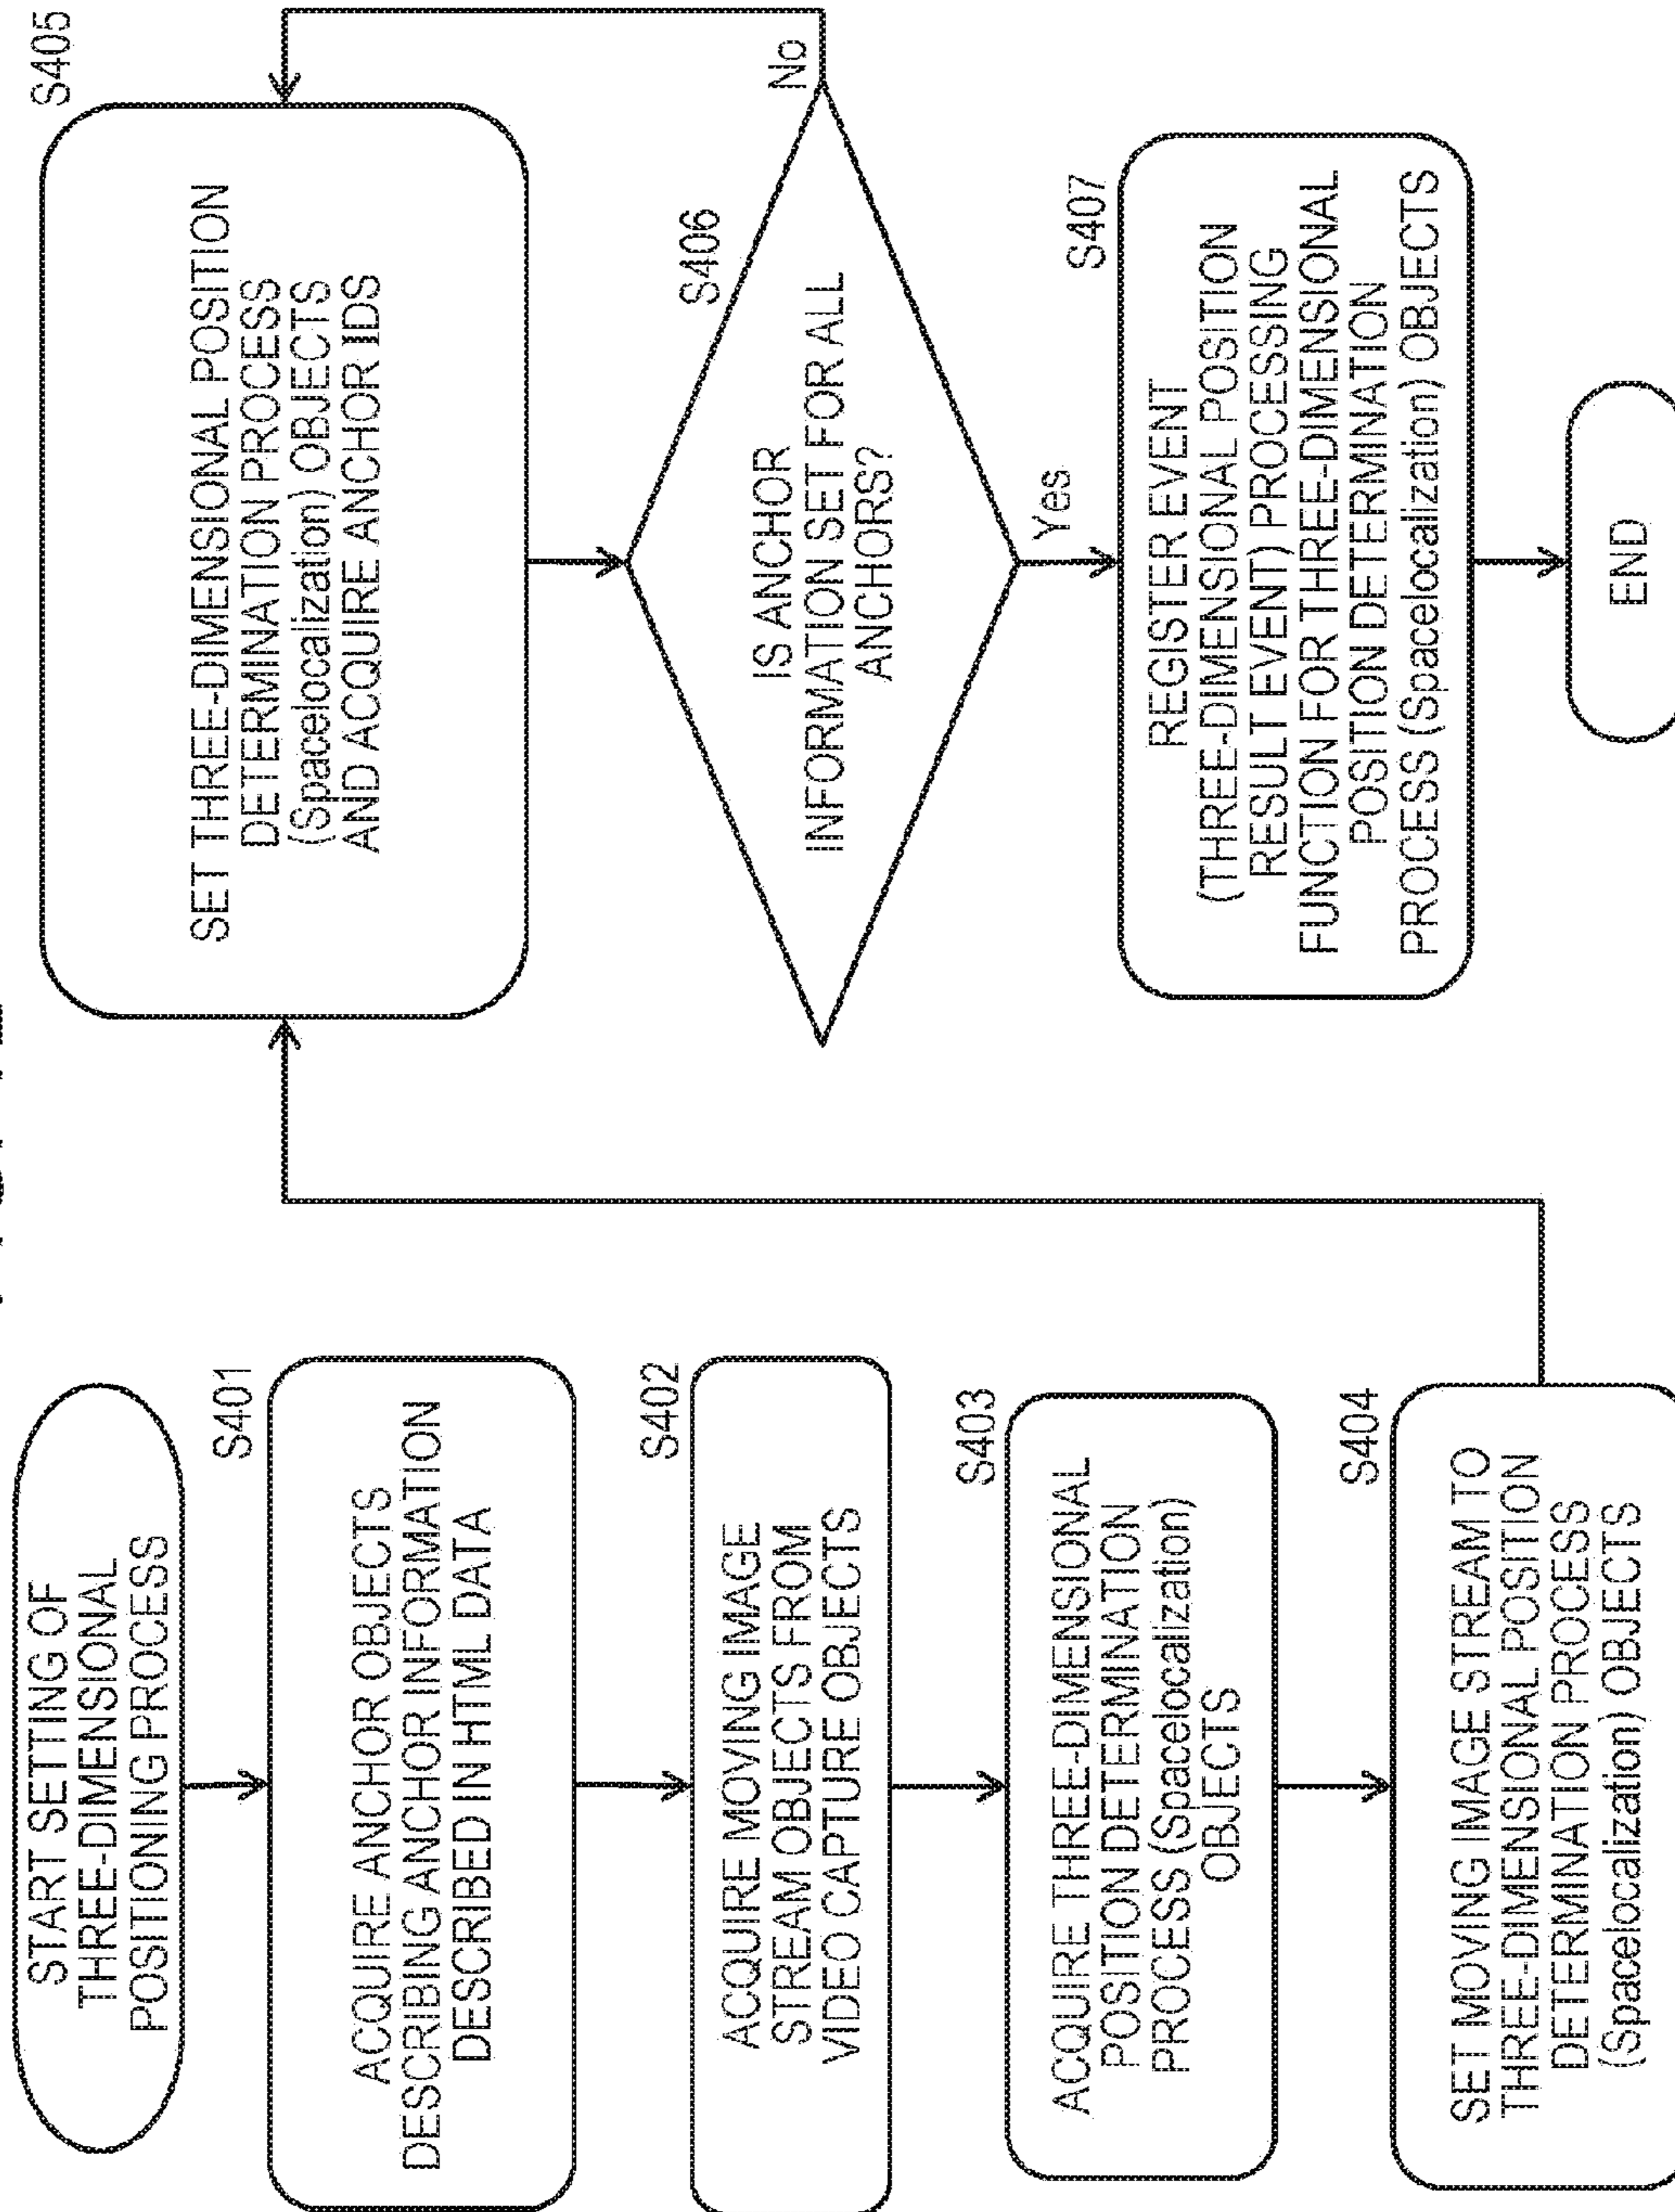 START SETTING OF
THREE-DIMENSIONAL
POSITIONING PROCESS
S401
ACQUIRE ANCHOR OBJECTS
DESCRIBING ANCHOR INFORMATION
DESCRIBED IN HTML DATA
S402
ACQUIRE MOVING IMAGE
STREAM OBJECTS FROM
VIDEO CAPTURE OBJECTS
S403
ACQUIRE THREE-DIMENSIONAL
POSITION DETERMINATION
PROCESS (Spacelocalization)
OBJECTS
S404
SET MOVING IMAGE STREAM TO
THREE-DIMENSIONAL POSITION
DETERMINATION PROCESS
(Spacelocalization) OBJECTS
S405
SET THREE-DIMENSIONAL POSITION
DETERMINATION PROCESS
(Spacelocalization) OBJECTS
AND ACQUIRE ANCHOR IDS
S406
IS ANCHOR
INFORMATION SET FOR ALL
ANCHORS?
No
Yes
S407
REGISTER EVENT
(THREE-DIMENSIONAL POSITION
RESULT EVENT) PROCESSING
FUNCTION FOR THREE-DIMENSIONAL
POSITION DETERMINATION
PROCESS (Spacelocalization) OBJECTS
END